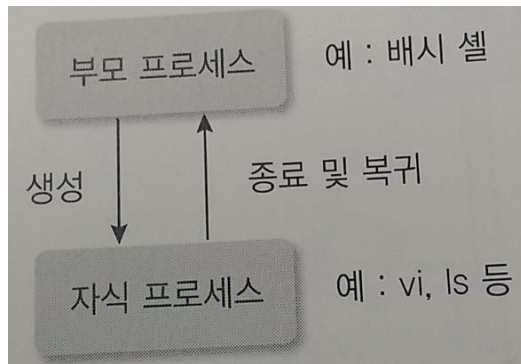 부모 프로세스
예 : 배시 셸
생성
종료 및 복귀
자식 프로세스
예 : vi, ls 등